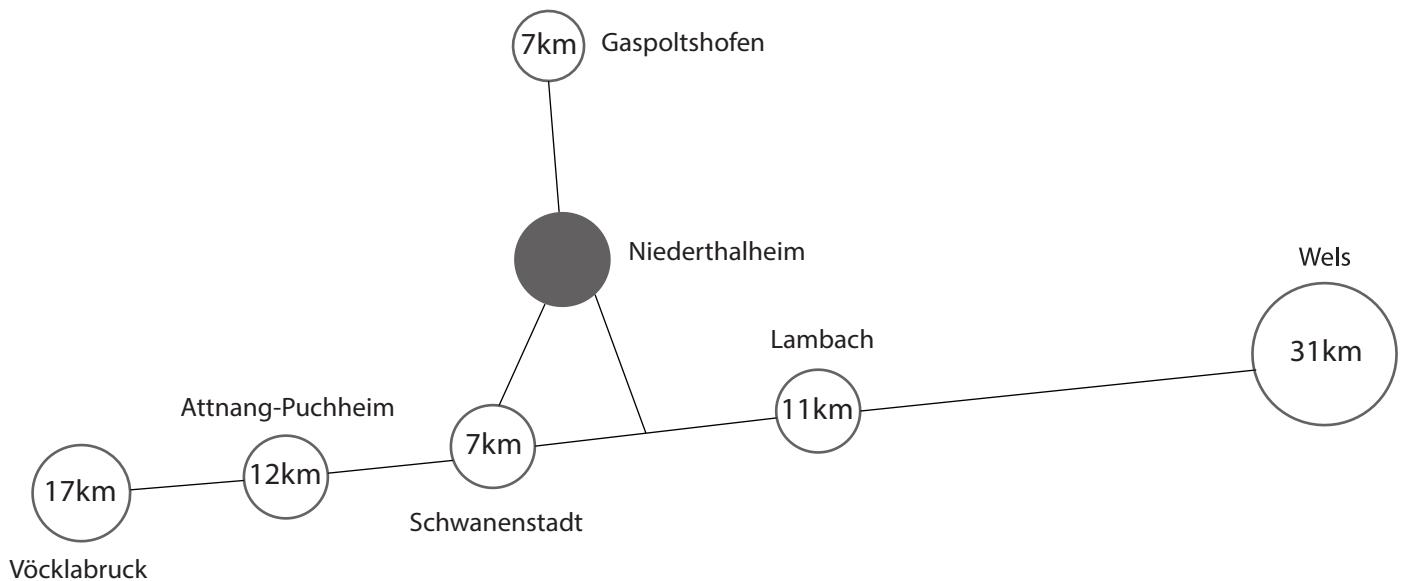 7km
Gaspoltshofen
Niederthalheim
Wels
31km
Lambach
11km
Attnang-Puchheim
7km
12km
17km
Schwanenstadt
Vöcklabruck